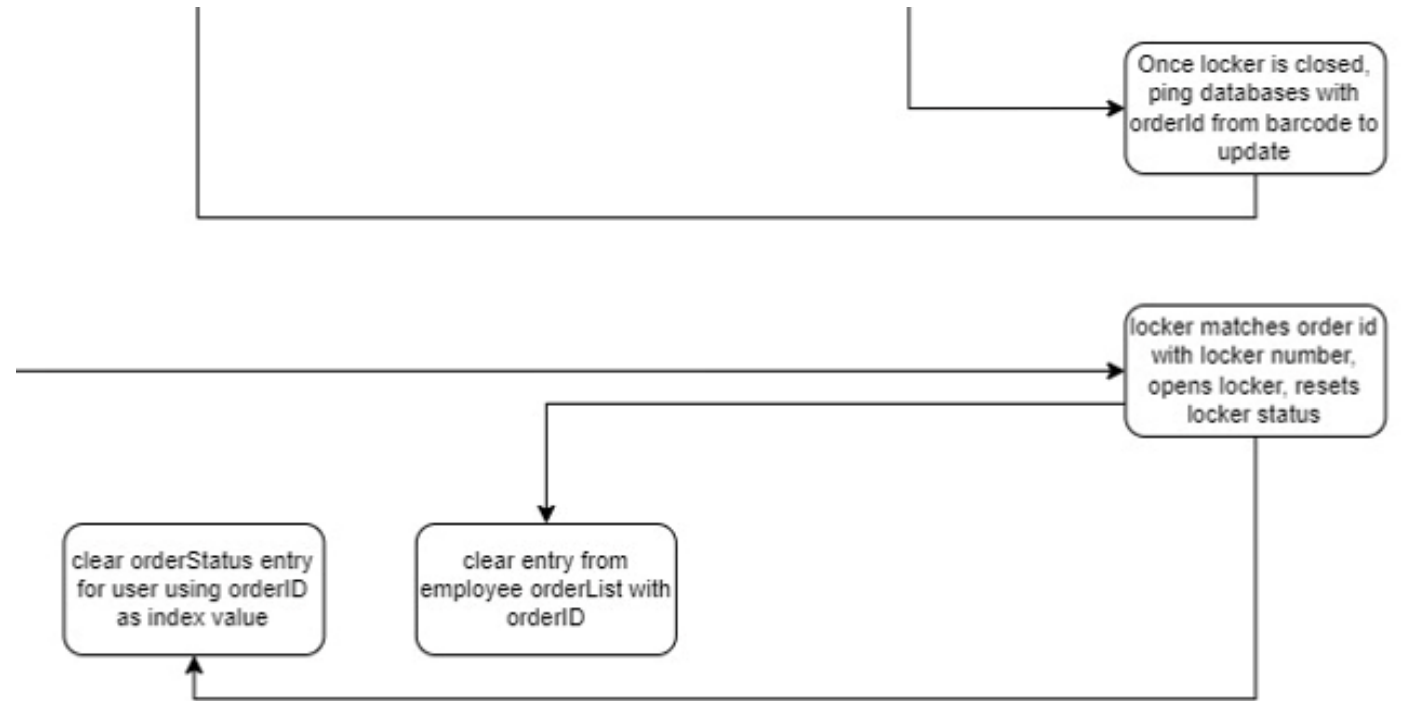 Once locker is closed,
ping databases with
orderId from barcode to
update
locker matches order id
with locker number,
opens locker, resets
locker status
clear orderStatus entry
for user using orderID
as index value
clear entry from
employee orderList with
orderID